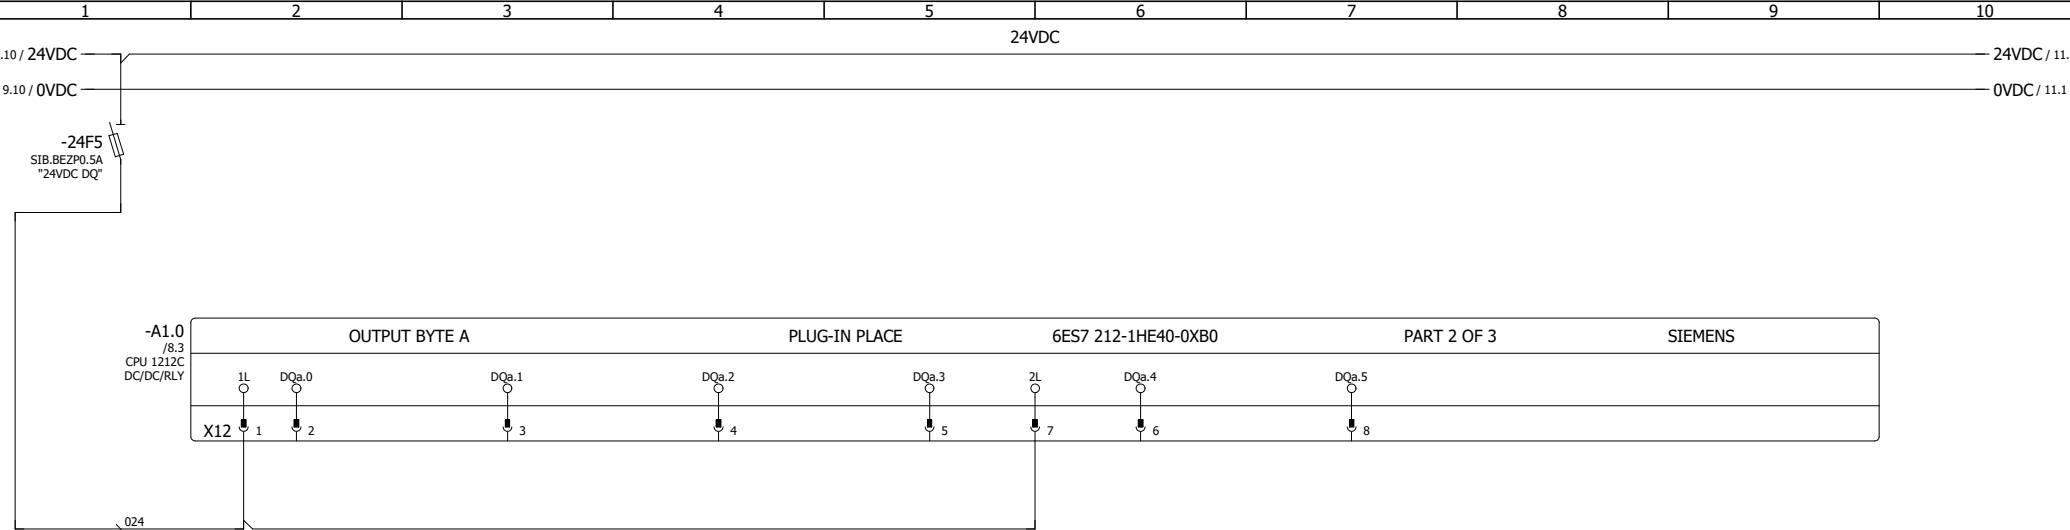 1 2 3 4 5 6 7 8 9 10
24VDC
.10 / 24VDC 24VDC / 11.
9.10 / 0VDC 0VDC / 11.1
-24F5
SIB.BEZP0.5A
"24VDC DQ"
-A1.0
/8.3
CPU 1212C
DC/DC/RLY
OUTPUT BYTE A PLUG-IN PLACE 6ES7 212-1HE40-0XB0 PART 2 OF 3 SIEMENS
1L DQa.0 DQa.1 DQa.2 DQa.3 2L DQa.4 DQa.5
X12 1 2 3 4 5 7 6 8
024